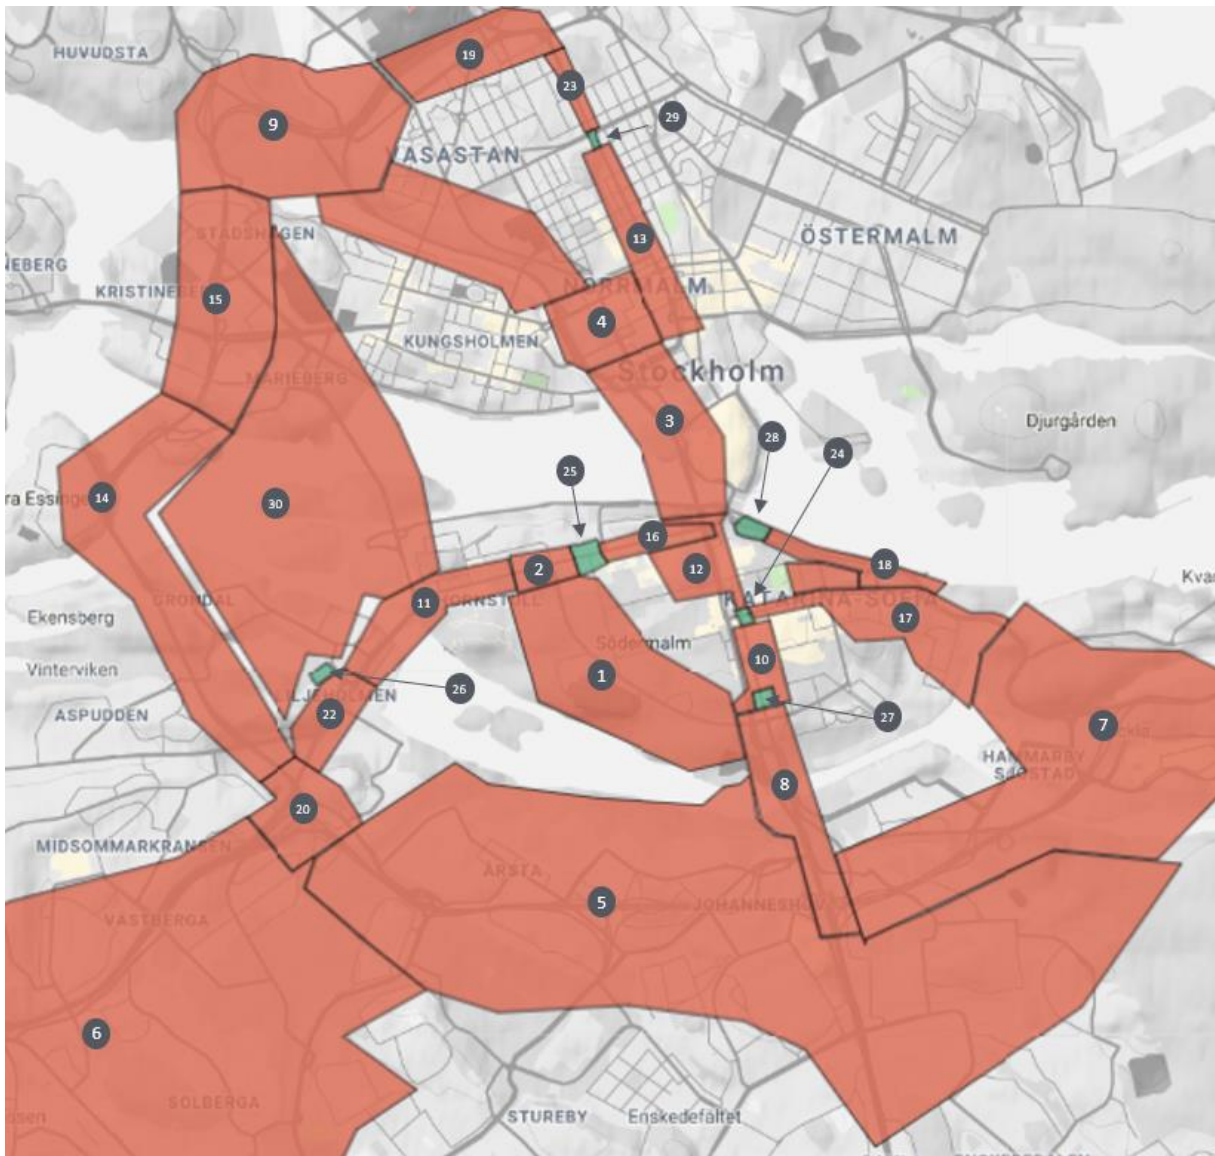 HUVUDSTA
19
23
29
9
VASASTAN
STADSHAGEN
13
ÖSTERMALM
NEBERG
KRISTINEBERG
15
NORRMALM
4
KUNGSHOLMEN
MARIEBERG
Stockholm
3
Djurgården
28
24
25
14
ra Essinge
30
16
2
12
18
Kva
11
HORNSTULL
KATARINA-SOFIA
GRÖNDAL
Ekensberg
17
Södermalm
10
Vinterviken
1
26
LILJEHOLMEN
ASPUDDEN
22
27
7
HAMMARBY
SJÖSTAD
8
20
MIDSOMMARKRANSEN
ÅRSTA
5
JOHANNESHOV
VÄSTBERGA
6
SOLBERGA
STUREBY
Enskedefältet